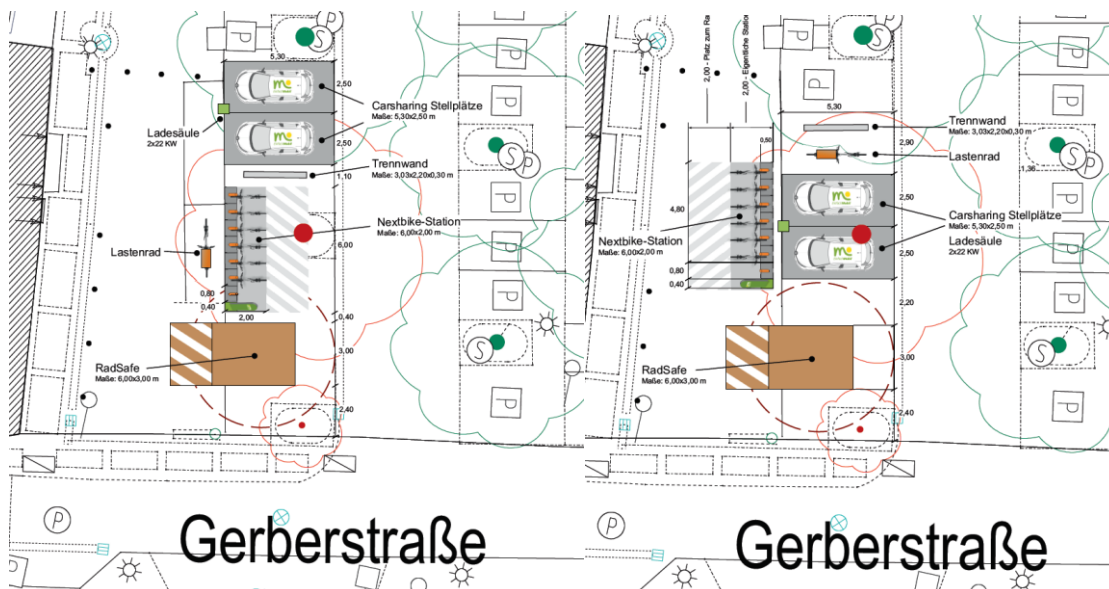 P
S
P
5,30
2,50
Carsharing Stellplätze
Maße: 5,30x2,50 m
Ladesäule
2x22 KW
2,50
Trennwand
Maße: 3,03x2,20x0,30 m
1,10
Nextbike-Station
Maße: 6,00x2,00 m
6,00
Lastenrad
0,80
0,40
2,00
0,40
RadSafe
Maße: 6,00x3,00 m
3,00
2,40
P
P
P
S
P
P
S
P
P
P
Gerberstraße
2,00 - Platz zum Ra
2,00 - Eigentliche Station
P
S
P
P
5,30
Trennwand
Maße: 3,03x2,20x0,30 m
0,50
2,90
Lastenrad
1,36
4,80
2,50
Carsharing Stellplätze
Maße: 5,30x2,50 m
Nextbike-Station
Maße: 6,00x2,00 m
Ladesäule
2x22 KW
0,80
2,50
0,40
2,20
RadSafe
Maße: 6,00x3,00 m
3,00
2,40
P
P
S
P
P
P
S
P
P
P
P
Gerberstraße